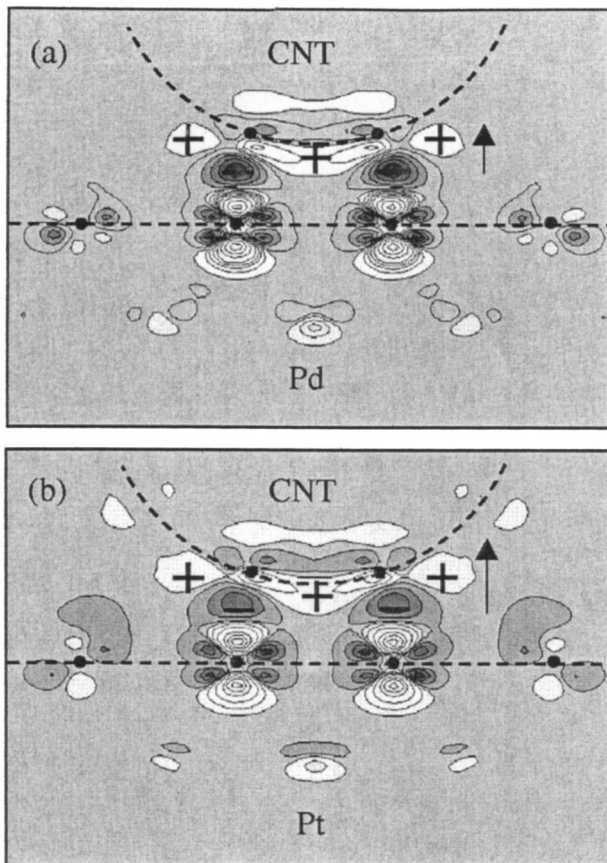 (a) CNT
+ + +
- -
Pd
(b) CNT
+ + +
- -
Pt